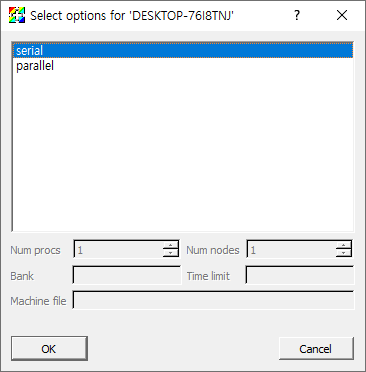 Select options for 'DESKTOP-76I8TNJ'
serial
parallel
Num procs 1 Num nodes 1
Bank Time limit
Machine file
OK Cancel